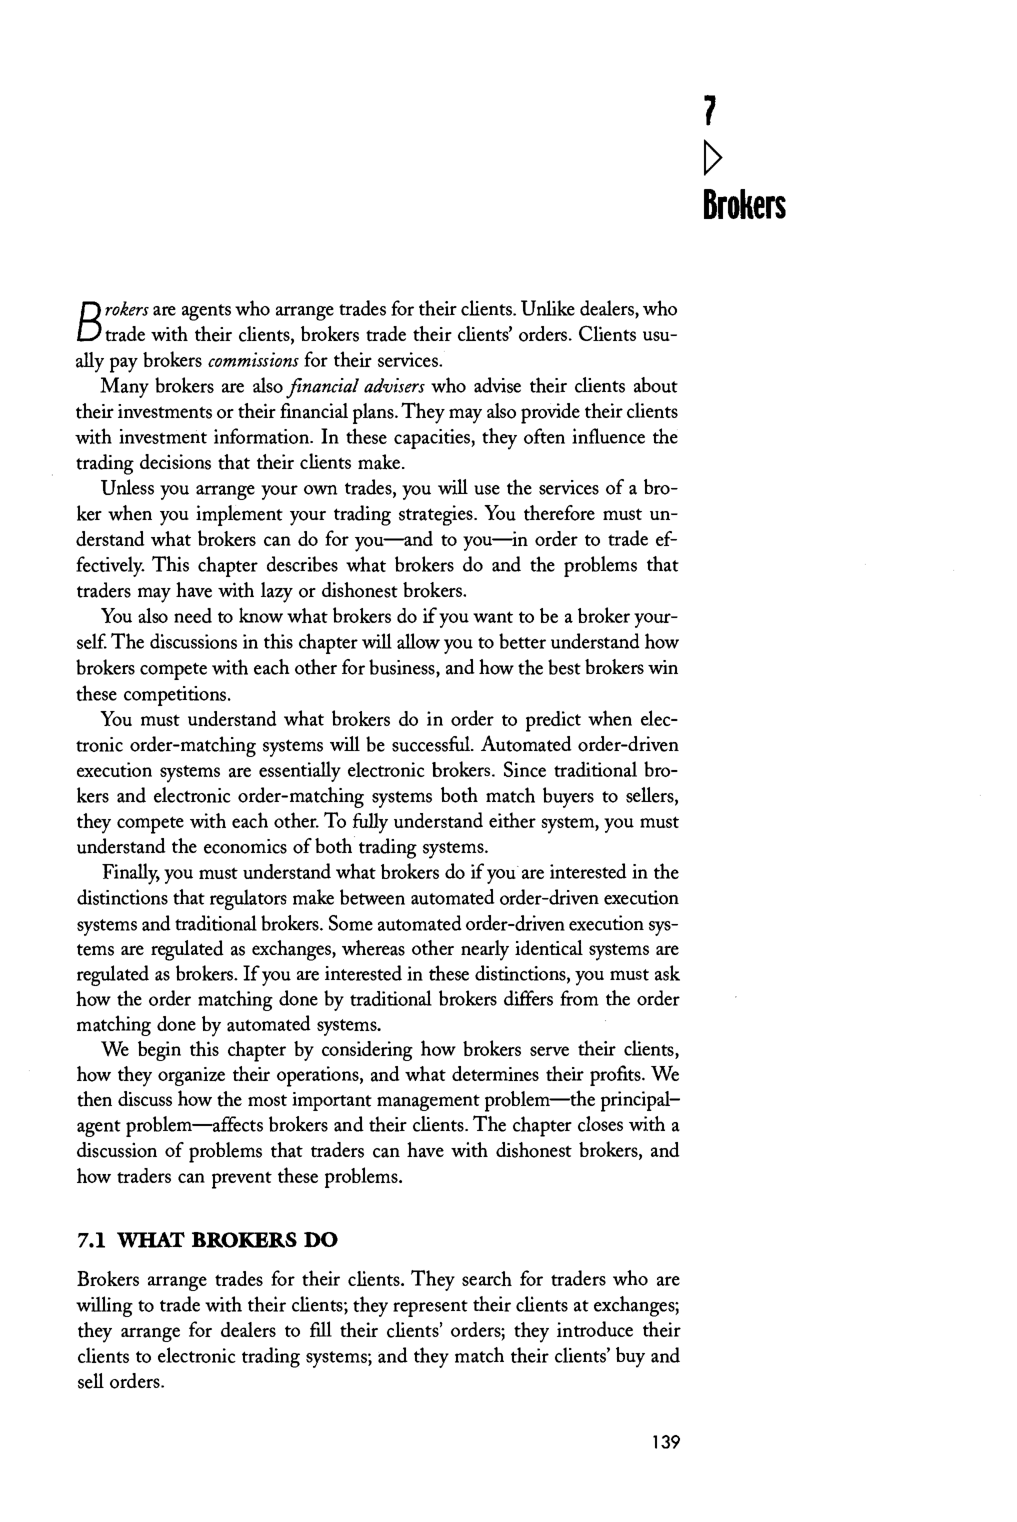 7
Brokers
Brokers are agents who arrange trades for their clients. Unlike dealers, who
trade with their clients, brokers trade their clients' orders. Clients usu-
ally pay brokers commissions for their services.
Many brokers are also financial advisers who advise their clients about
their investments or their financial plans. They may also provide their clients
with investment information. In these capacities, they often influence the
trading decisions that their clients make.
Unless you arrange your own trades, you will use the services of a bro-
ker when you implement your trading strategies. You therefore must un-
derstand what brokers can do for you—and to you—in order to trade ef-
fectively. This chapter describes what brokers do and the problems that
traders may have with lazy or dishonest brokers.
You also need to know what brokers do if you want to be a broker your-
self. The discussions in this chapter will allow you to better understand how
brokers compete with each other for business, and how the best brokers win
these competitions.
You must understand what brokers do in order to predict when elec-
tronic order-matching systems will be successful. Automated order-driven
execution systems are essentially electronic brokers. Since traditional bro-
kers and electronic order-matching systems both match buyers to sellers,
they compete with each other. To fully understand either system, you must
understand the economics of both trading systems.
Finally, you must understand what brokers do if you are interested in the
distinctions that regulators make between automated order-driven execution
systems and traditional brokers. Some automated order-driven execution sys-
tems are regulated as exchanges, whereas other nearly identical systems are
regulated as brokers. If you are interested in these distinctions, you must ask
how the order matching done by traditional brokers differs from the order
matching done by automated systems.
We begin this chapter by considering how brokers serve their clients,
how they organize their operations, and what determines their profits. We
then discuss how the most important management problem—the principal–
agent problem—affects brokers and their clients. The chapter closes with a
discussion of problems that traders can have with dishonest brokers, and
how traders can prevent these problems.
7.1 WHAT BROKERS DO
Brokers arrange trades for their clients. They search for traders who are
willing to trade with their clients; they represent their clients at exchanges;
they arrange for dealers to fill their clients' orders; they introduce their
clients to electronic trading systems; and they match their clients' buy and
sell orders.
139